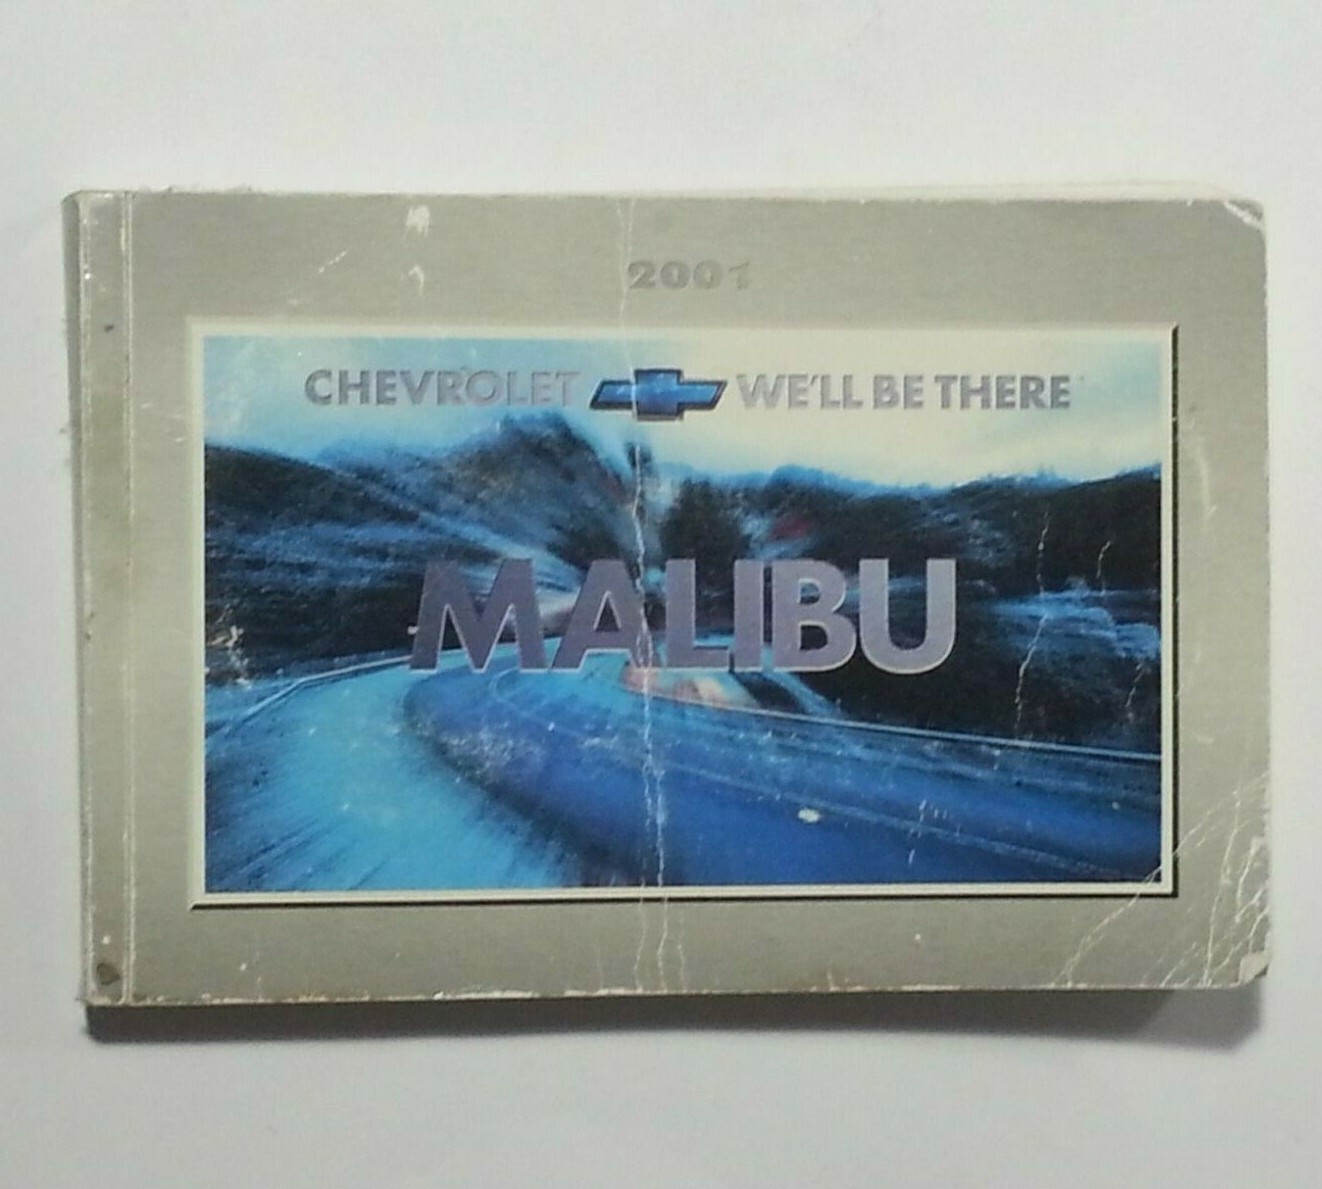 2001
CHEVROLET WE'LL BE THERE
MALIBU